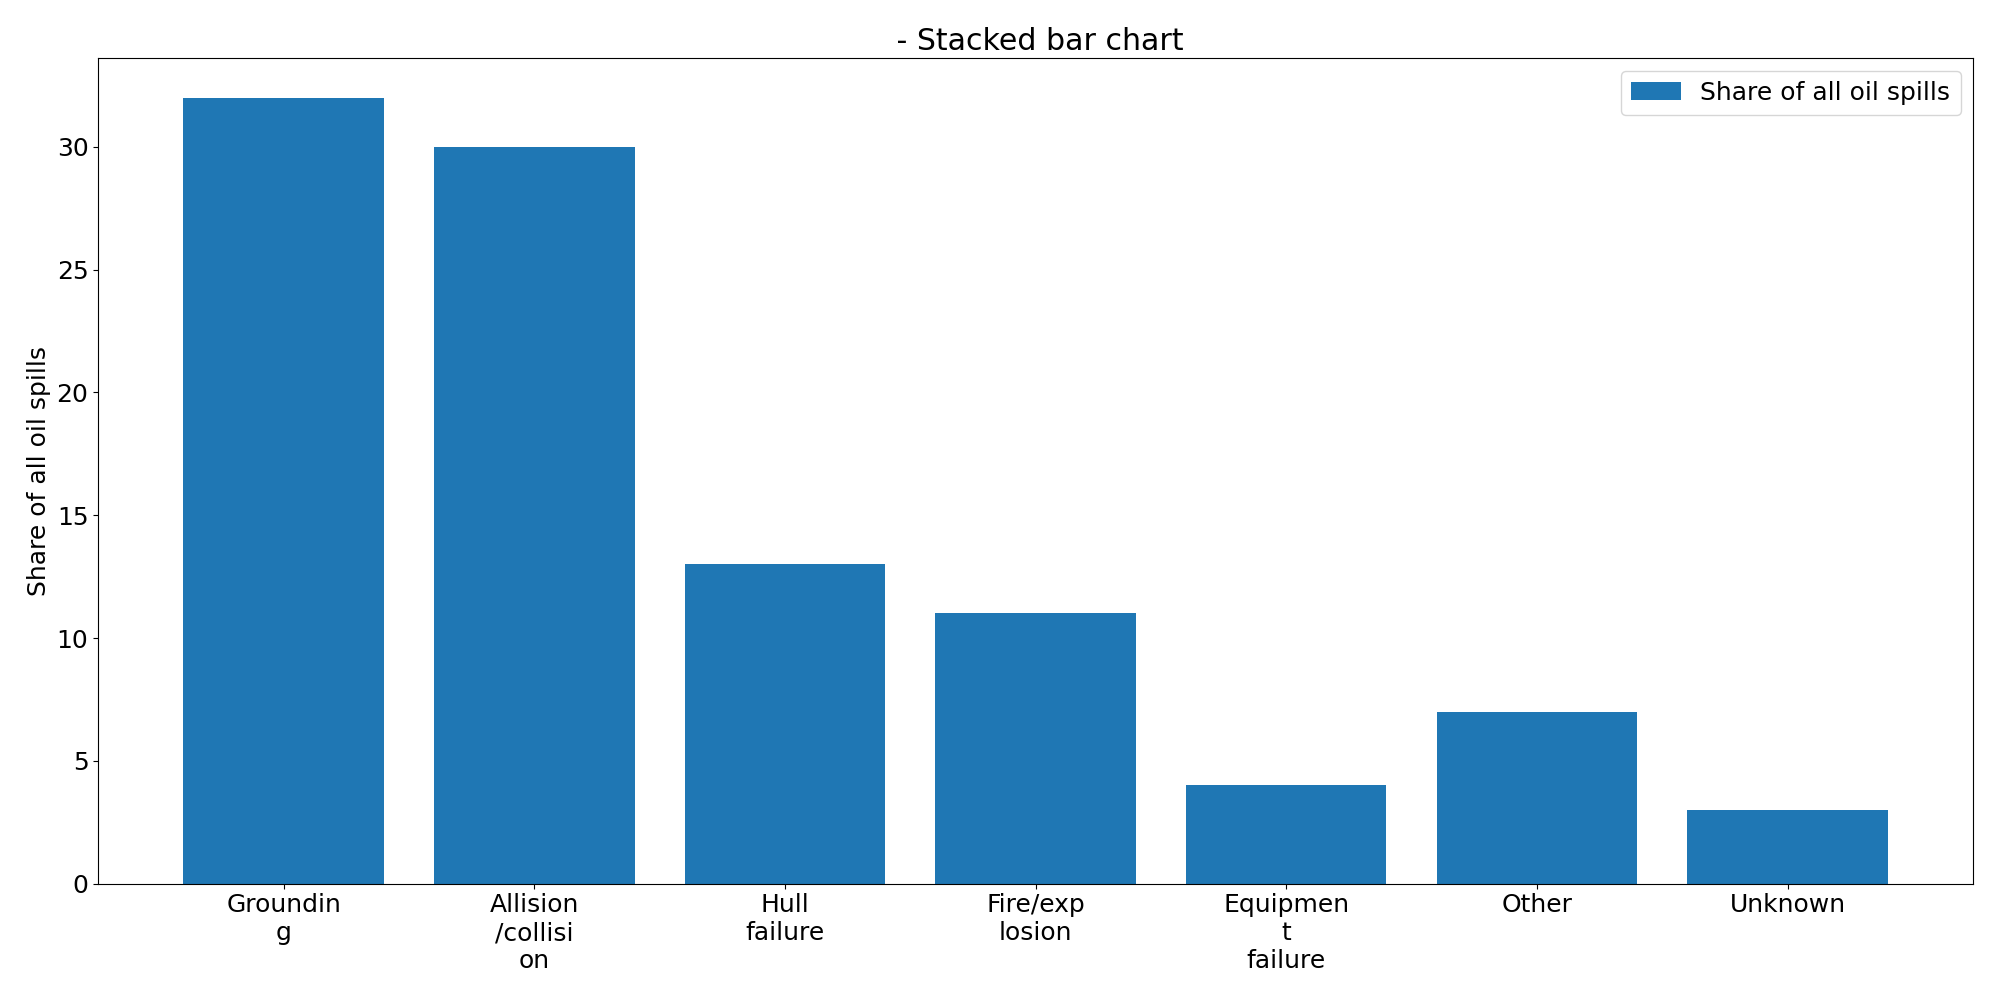 - Stacked bar chart
Share of all oil spills
Share of all oil spills
30
25
20
15
10
5
0
Groundin
g
Allision
/collisi
on
Hull
failure
Fire/exp
losion
Equipmen
t
failure
Other
Unknown